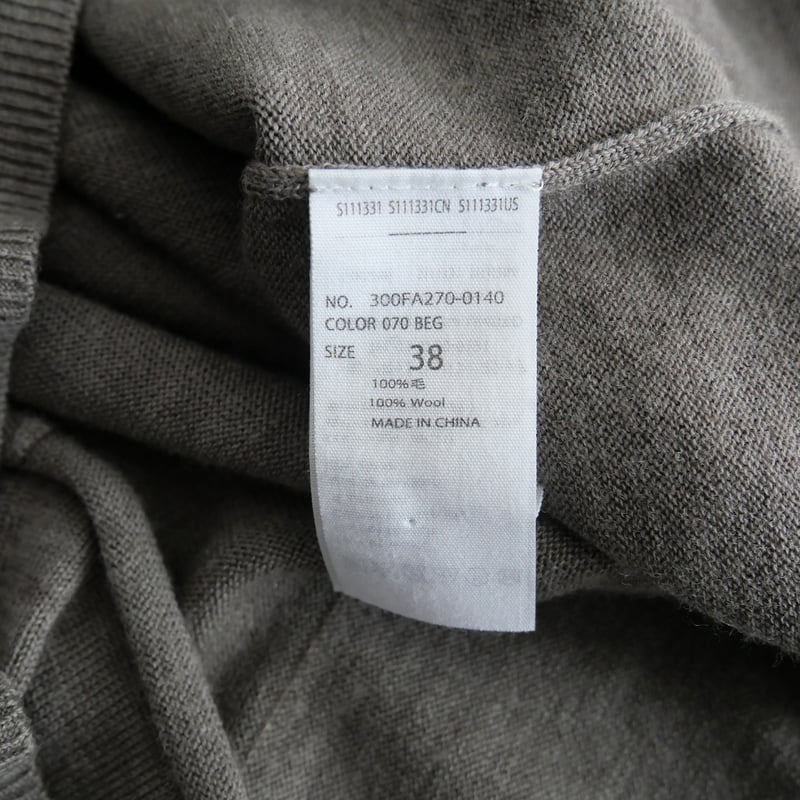 S111331 S111331CN S111331US
NO. 300FA270-0140
COLOR 070 BEG
SIZE 38
100%毛
100% Wool
MADE IN CHINA